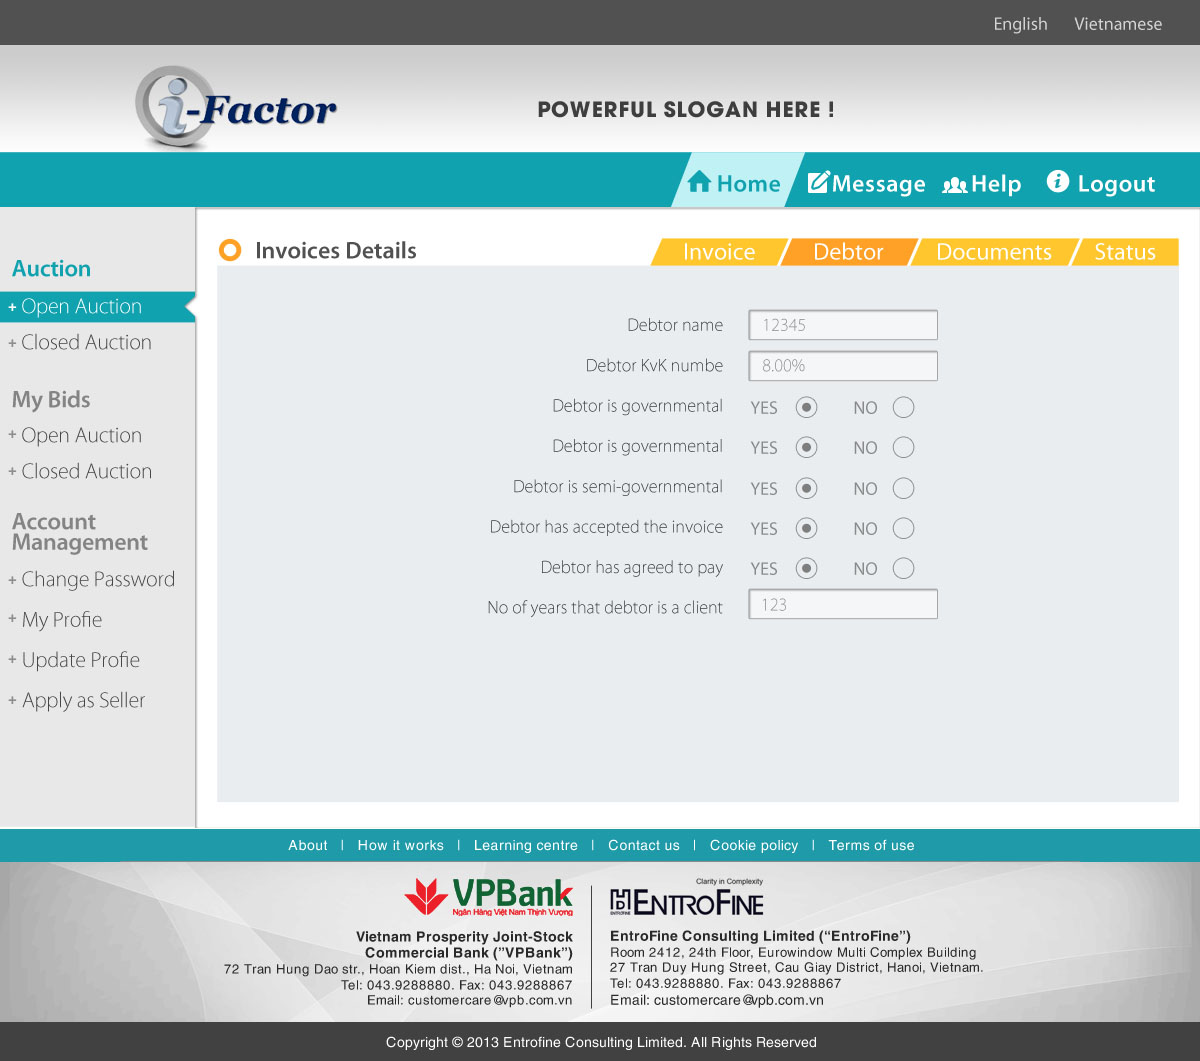 English Vietnamese
i-Factor
POWERFUL SLOGAN HERE !
Home Message Help Logout
Auction
+ Open Auction
+ Closed Auction
My Bids
+ Open Auction
+ Closed Auction
Account
Management
+ Change Password
+ My Profile
+ Update Profie
+ Apply as Seller
Invoices Details
Invoice Debtor Documents Status
Debtor name 12345
Debtor KvK numbe 8.00%
Debtor is governmental YES NO
Debtor is governmental YES NO
Debtor is semi-governmental YES NO
Debtor has accepted the invoice YES NO
Debtor has agreed to pay YES NO
No of years that debtor is a client 123
About | How it works | Learning centre | Contact us | Cookie policy | Terms of use
VPBank
Ngân Hàng Việt Nam Thịnh Vượng
Vietnam Prosperity Joint-Stock
Commercial Bank ("VPBank")
72 Tran Hung Dao str., Hoan Kiem dist., Ha Noi, Vietnam
Tel: 043.9288880. Fax: 043.9288867
Email: customercare@vpb.com.vn
Clarity in Complexity
ENTROFINE
ENTROFINE
EntroFine Consulting Limited (“EntroFine”)
Room 2412, 24th Floor, Eurowindow Multi Complex Building
27 Tran Duy Hung Street, Cau Giay District, Hanoi, Vietnam.
Tel: 043.9288880. Fax: 043.9288867
Email: customercare@vpb.com.vn
Copyright © 2013 Entrofine Consulting Limited. All Rights Reserved